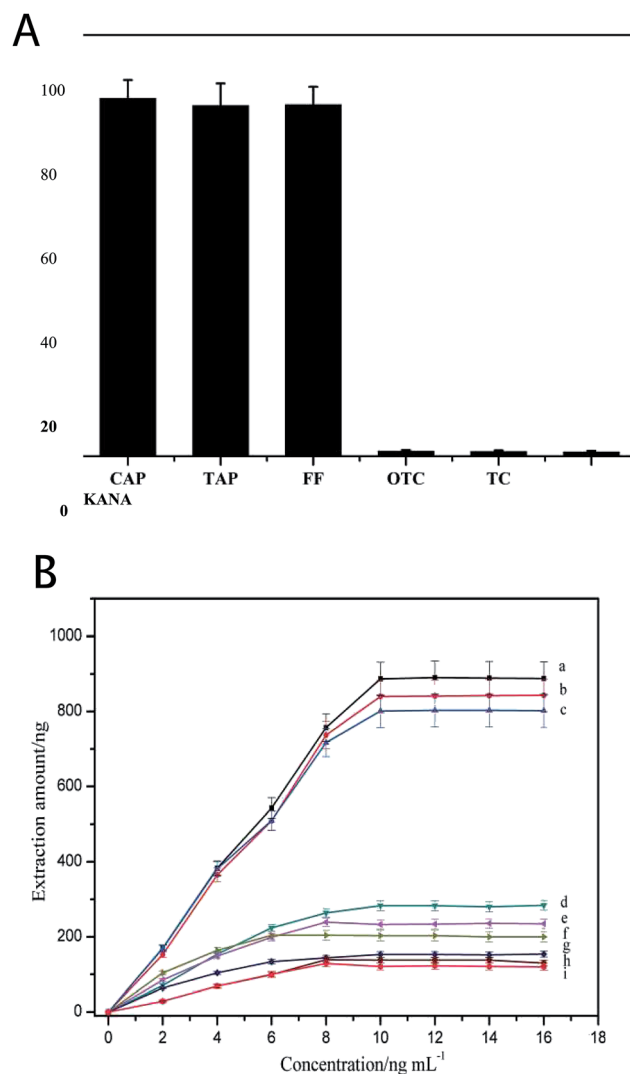 A
100
80
60
40
20
CAP TAP FF OTC TC
KANA
0
B
1000
a
b
800
c
Extraction amount/ng
600
400
d
e
200
f
g
h
i
0
0 2 4 6 8 10 12 14 16 18
Concentration/ng mL⁻¹